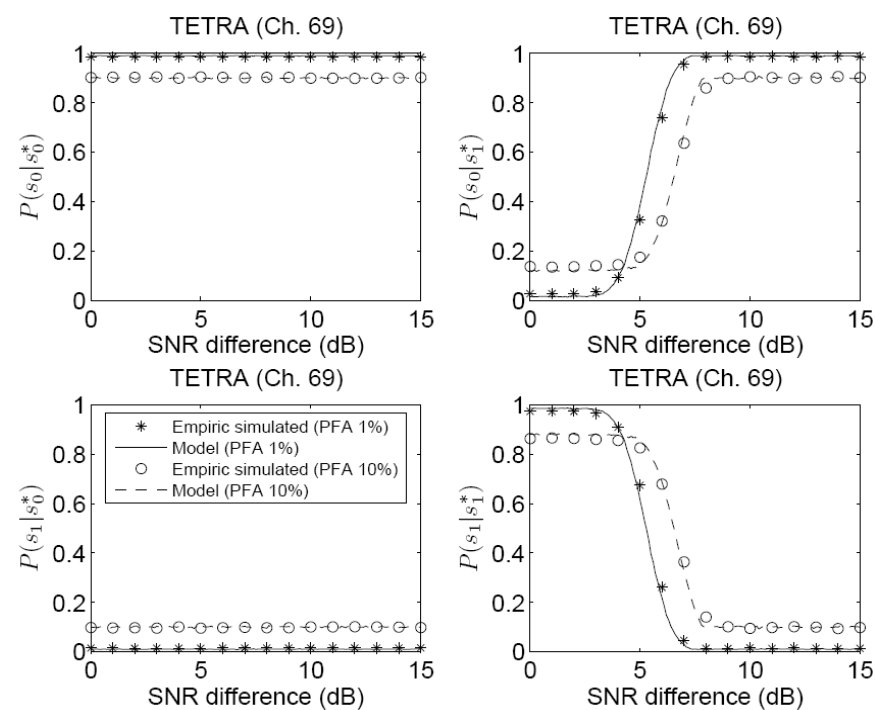 TETRA (Ch. 69)
1
0.8
0.6
0.4
0.2
0
P(s₀|s₀*)
0 5 10 15
SNR difference (dB)
TETRA (Ch. 69)
1
0.8
0.6
0.4
0.2
0
P(s₀|s₁*)
0 5 10 15
SNR difference (dB)
TETRA (Ch. 69)
1
0.8
0.6
0.4
0.2
0
P(s₁|s₀*)
Empiric simulated (PFA 1%)
Model (PFA 1%)
Empiric simulated (PFA 10%)
Model (PFA 10%)
0 5 10 15
SNR difference (dB)
TETRA (Ch. 69)
1
0.8
0.6
0.4
0.2
0
P(s₁|s₁*)
0 5 10 15
SNR difference (dB)